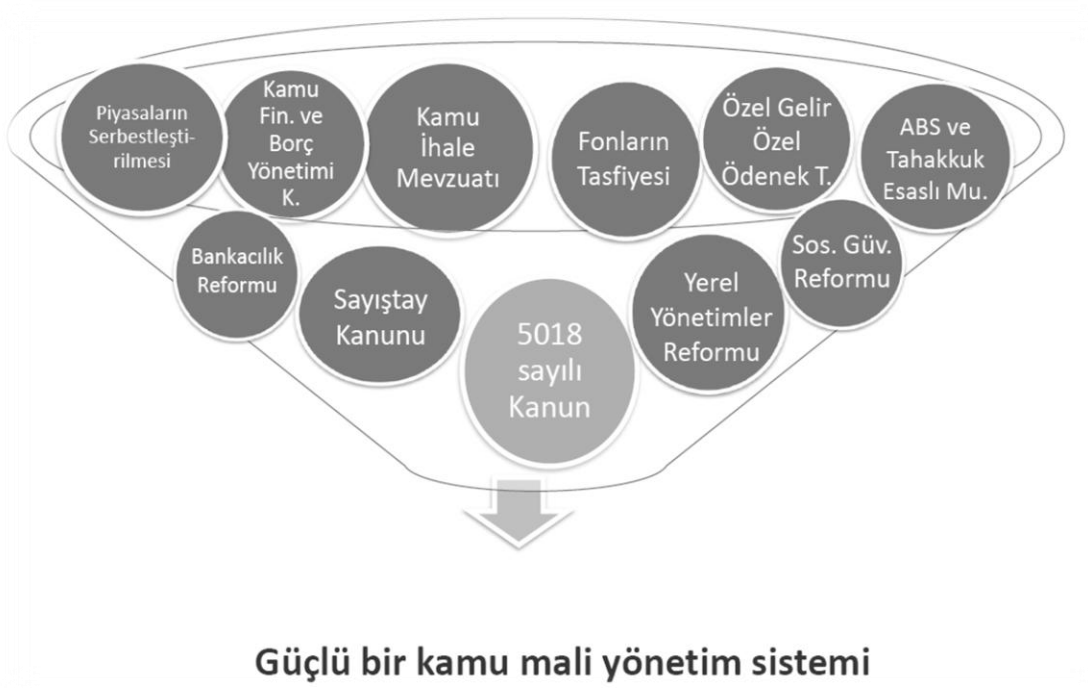 Piyasaların
Serbestleşti-
rilmesi
Kamu
Fin. ve
Borç
Yönetimi
K.
Kamu
İhale
Mevzuatı
Fonların
Tasfiyesi
Özel Gelir
Özel
Ödenek T.
ABS ve
Tahakkuk
Esaslı Mu.
Bankacılık
Reformu
Sayıştay
Kanunu
5018
sayılı
Kanun
Yerel
Yönetimler
Reformu
Sos. Güv.
Reformu
Güçlü bir kamu mali yönetim sistemi